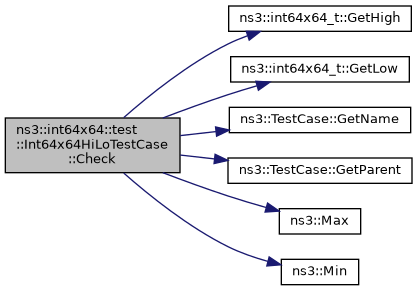 ns3::int64x64::test
::Int64x64HiLoTestCase
::Check
ns3::int64x64_t::GetHigh
ns3::int64x64_t::GetLow
ns3::TestCase::GetName
ns3::TestCase::GetParent
ns3::Max
ns3::Min